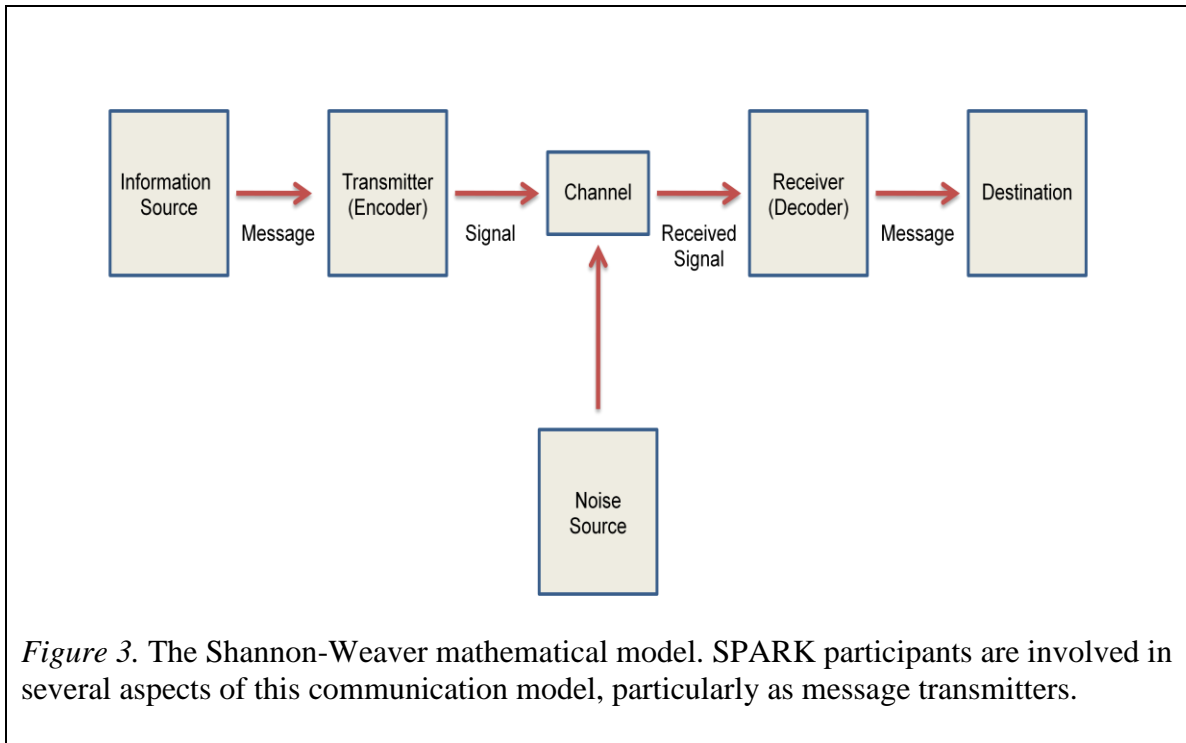 Information
Source
Message
Transmitter
(Encoder)
Signal
Channel
Received
Signal
Receiver
(Decoder)
Message
Destination
Noise
Source
Figure 3. The Shannon-Weaver mathematical model. SPARK participants are involved in
several aspects of this communication model, particularly as message transmitters.